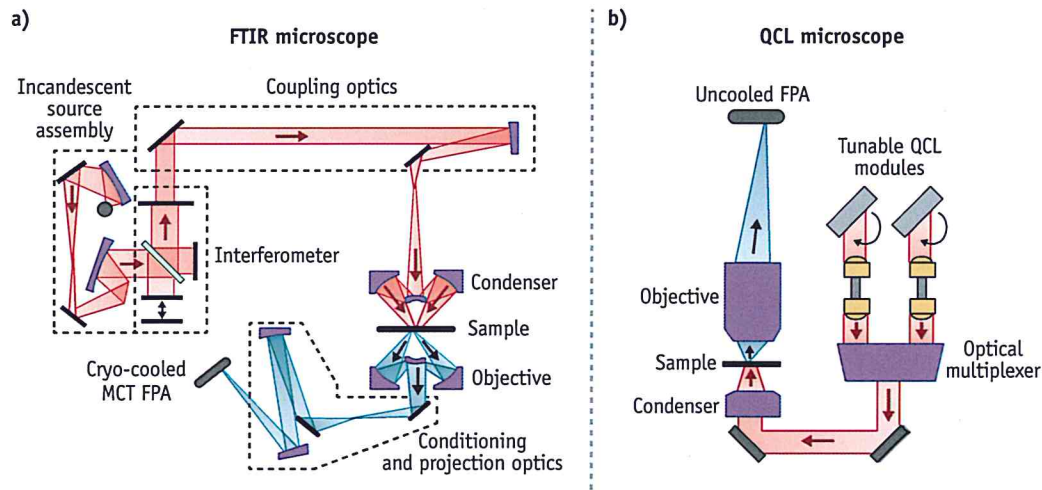 a)
FTIR microscope
Incandescent
source
assembly
Coupling optics
Interferometer
Condenser
Sample
Objective
Cryo-cooled
MCT FPA
Conditioning
and projection optics
b)
QCL microscope
Uncooled FPA
Tunable QCL
modules
Objective
Sample
Condenser
Optical
multiplexer